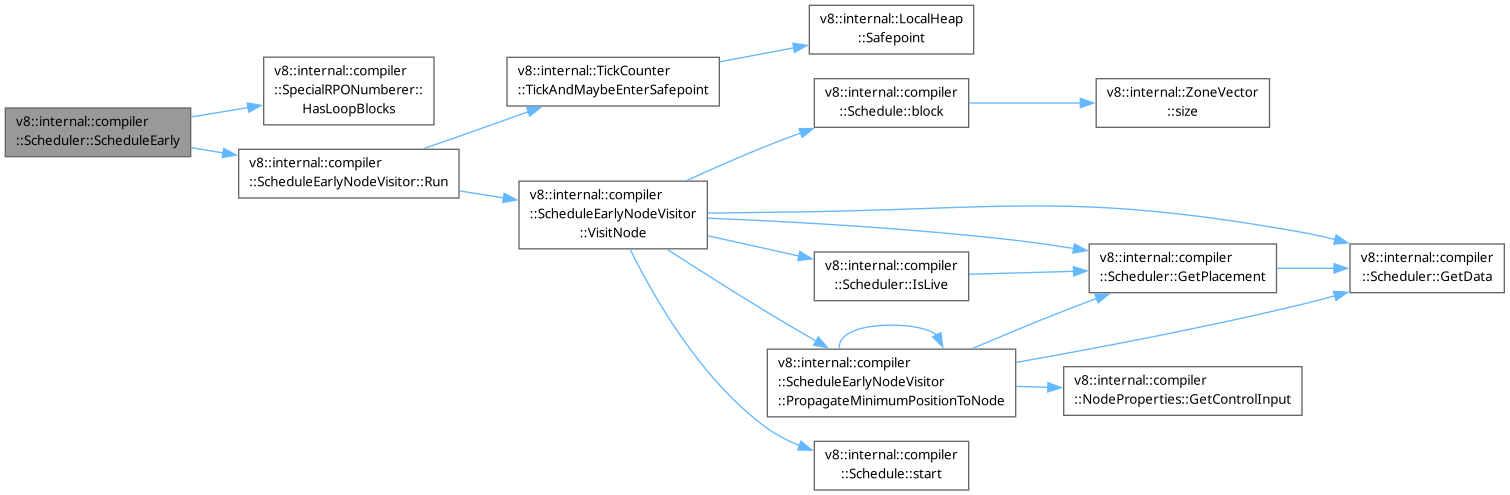 v8::internal::LocalHeap
::Safepoint
v8::internal::compiler
::SpecialRPONumberer::
HasLoopBlocks
v8::internal::TickCounter
::TickAndMaybeEnterSafepoint
v8::internal::compiler
::Schedule::block
v8::internal::ZoneVector
::size
v8::internal::compiler
::Scheduler::ScheduleEarly
v8::internal::compiler
::ScheduleEarlyNodeVisitor::Run
v8::internal::compiler
::ScheduleEarlyNodeVisitor
::VisitNode
v8::internal::compiler
::Scheduler::IsLive
v8::internal::compiler
::Scheduler::GetPlacement
v8::internal::compiler
::Scheduler::GetData
v8::internal::compiler
::ScheduleEarlyNodeVisitor
::PropagateMinimumPositionToNode
v8::internal::compiler
::NodeProperties::GetControlInput
v8::internal::compiler
::Schedule::start